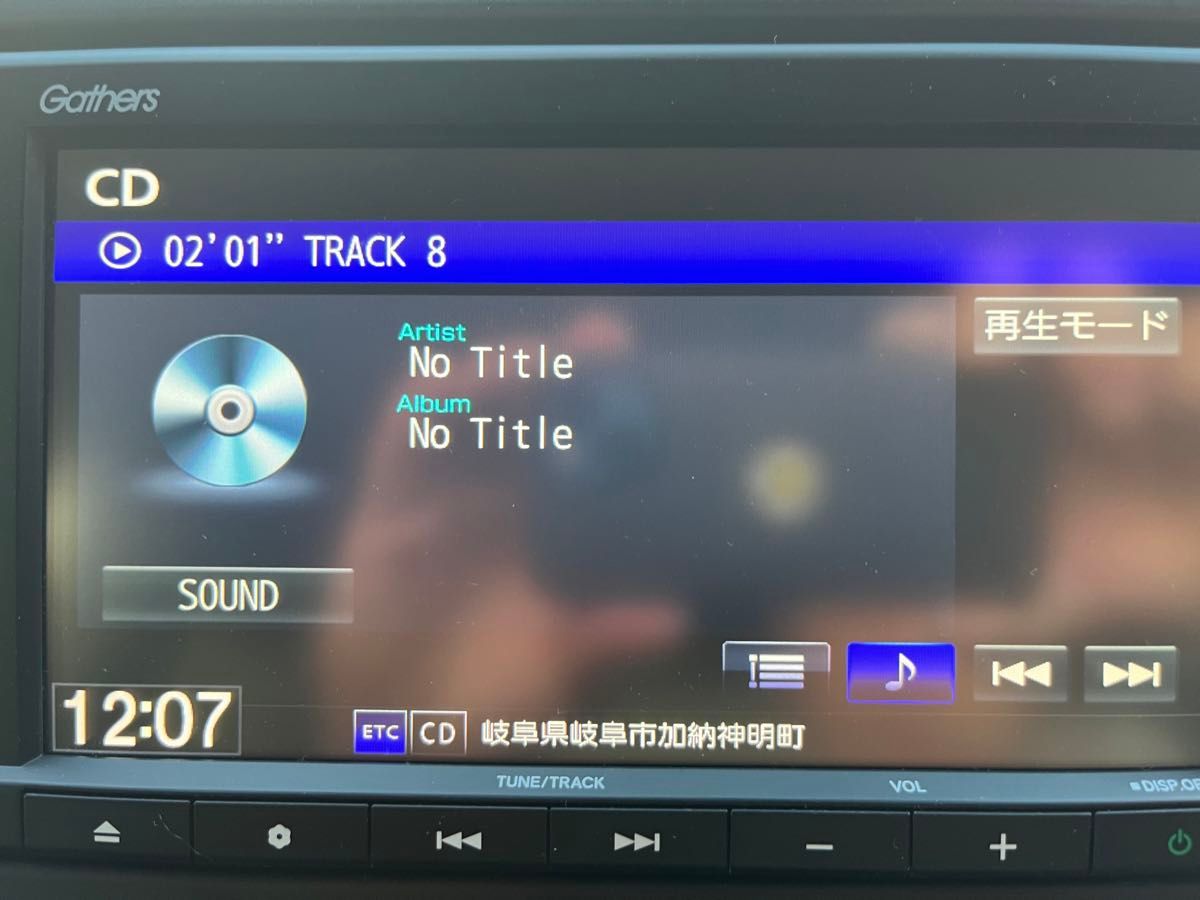 Gathers
CD
02'01" TRACK 8
Artist
No Title
再生モード
Album
No Title
SOUND
12:07
ETC CD 岐阜県岐阜市加納神明町
TUNE/TRACK VOL ■DISP.OF